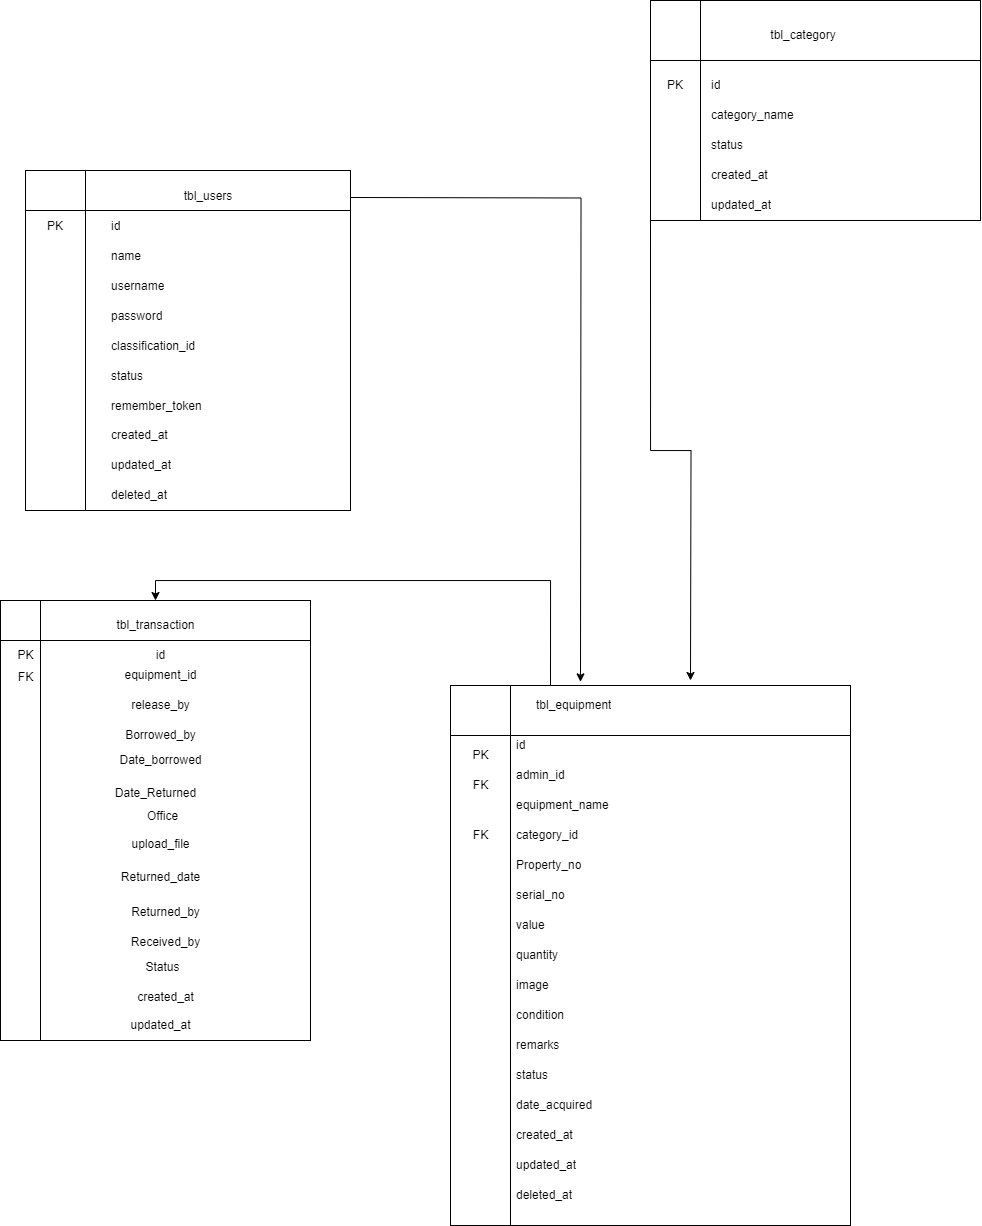 tbl_category
PK id
category_name
status
created_at
updated_at
tbl_users
PK id
name
username
password
classification_id
status
remember_token
created_at
updated_at
deleted_at
tbl_transaction
PK id
FK equipment_id
release_by
Borrowed_by
Date_borrowed
Date_Returned
Office
upload_file
Returned_date
Returned_by
Received_by
Status
created_at
updated_at
tbl_equipment
PK id
FK admin_id
equipment_name
FK category_id
Property_no
serial_no
value
quantity
image
condition
remarks
status
date_acquired
created_at
updated_at
deleted_at